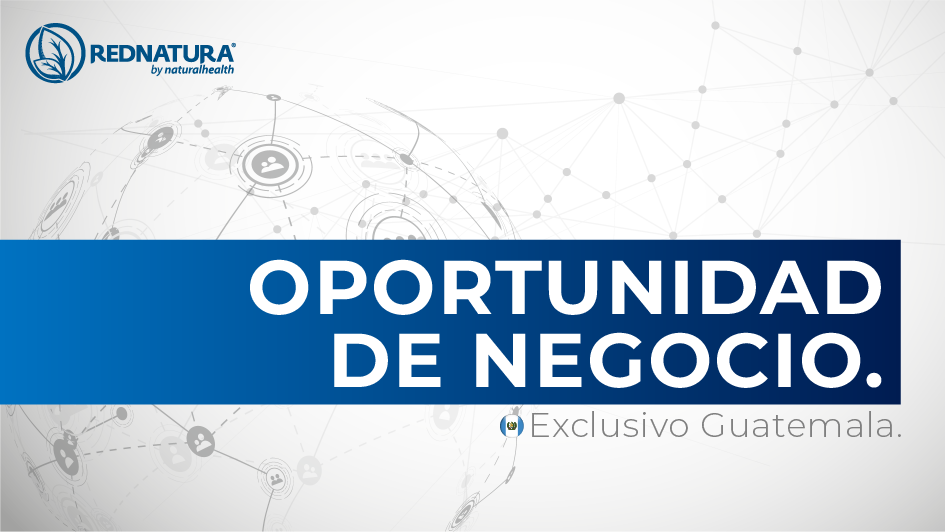 REDNATURA®
by naturalhealth
OPORTUNIDAD
DE NEGOCIO.
Exclusivo Guatemala.